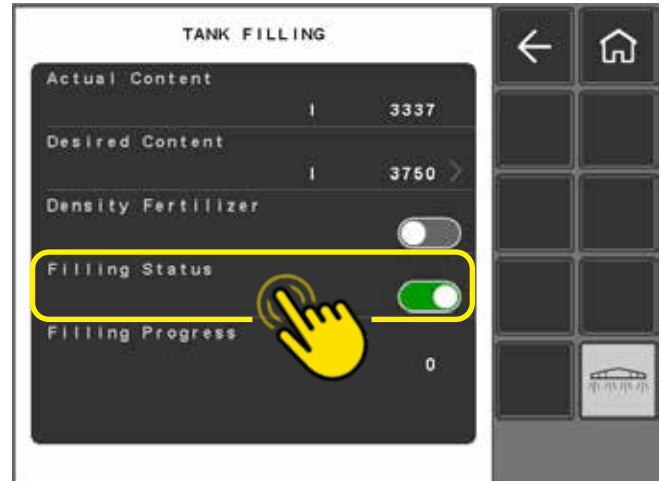 TANK FILLING
Actual Content
l 3337
Desired Content
l 3750
Density Fertilizer
Filling Status
Filling Progress
0